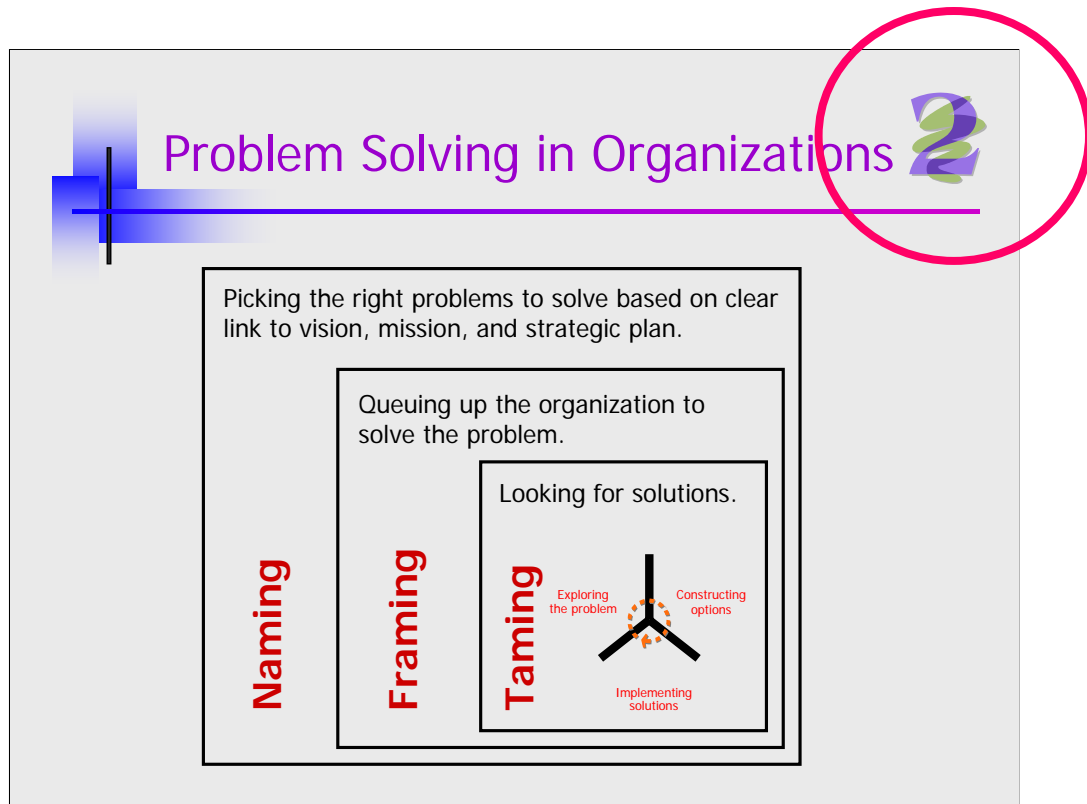 Problem Solving in Organizations 2
Picking the right problems to solve based on clear
link to vision, mission, and strategic plan.
Queuing up the organization to
solve the problem.
Looking for solutions.
Naming
Framing
Taming
Exploring
the problem
Constructing
options
Implementing
solutions